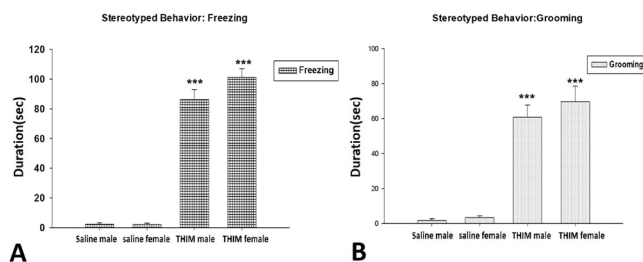 Stereotyped Behavior: Freezing
120
100
80
60
40
20
0
Duration(sec)
***
***
Freezing
Saline male
saline female
THIM male
THIM female
A
Stereotyped Behavior:Grooming
80
60
40
20
0
Duration(sec)
***
***
Grooming
Saline male
saline female
THIM male
THIM female
B